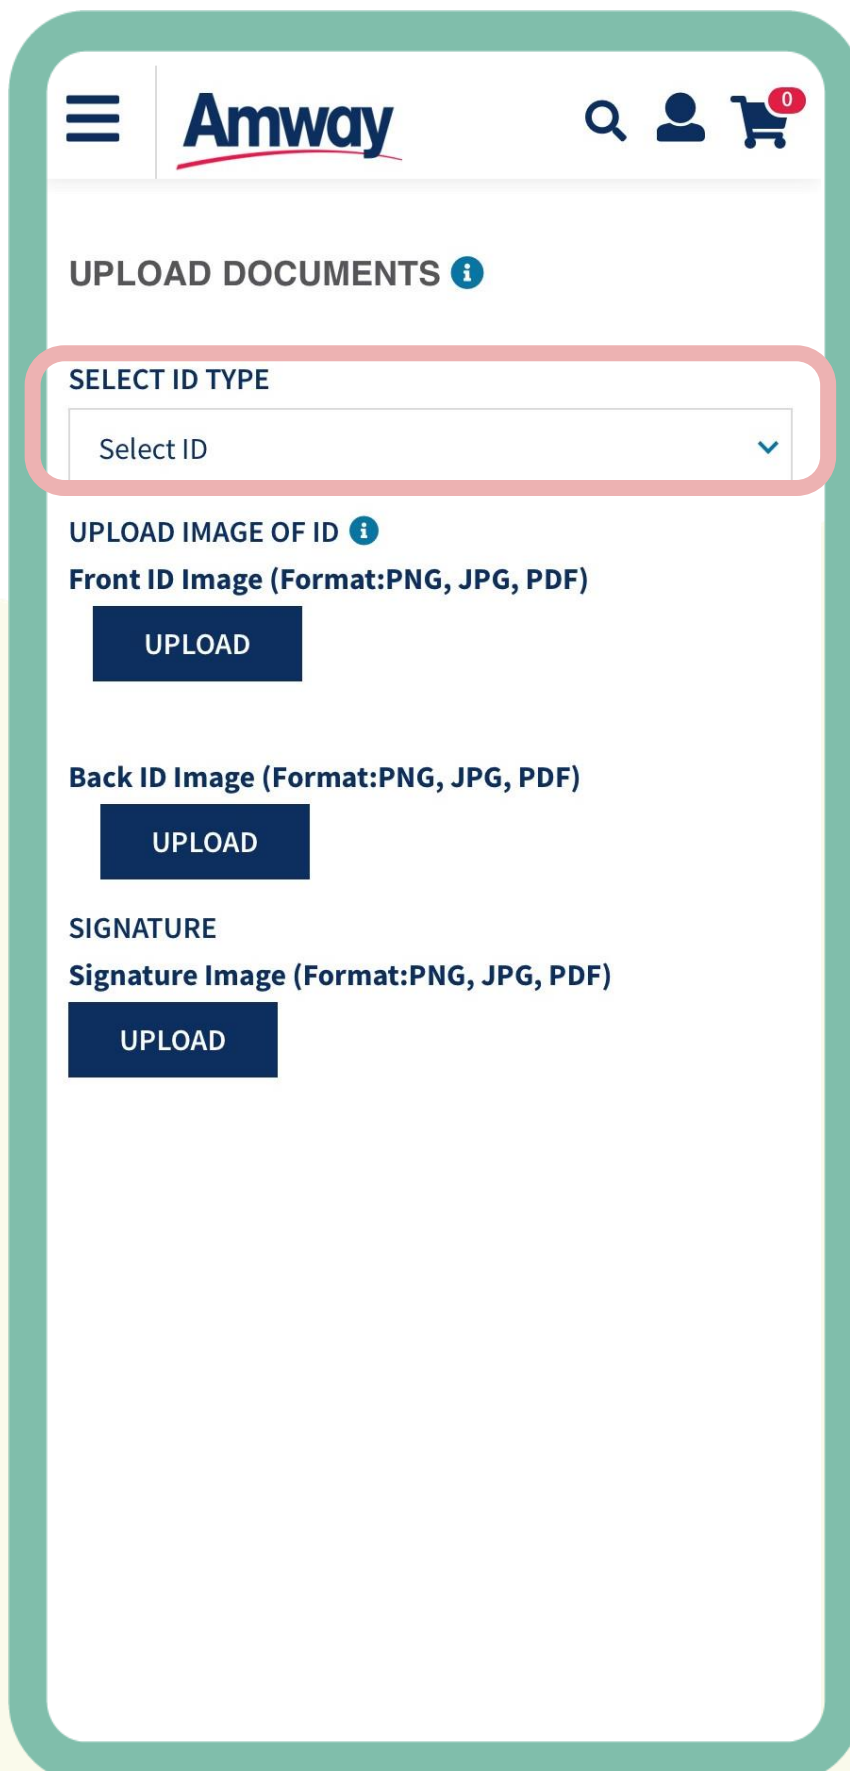 Amway
0
UPLOAD DOCUMENTS
SELECT ID TYPE
Select ID
UPLOAD IMAGE OF ID
Front ID Image (Format:PNG, JPG, PDF)
UPLOAD
Back ID Image (Format:PNG, JPG, PDF)
UPLOAD
SIGNATURE
Signature Image (Format:PNG, JPG, PDF)
UPLOAD